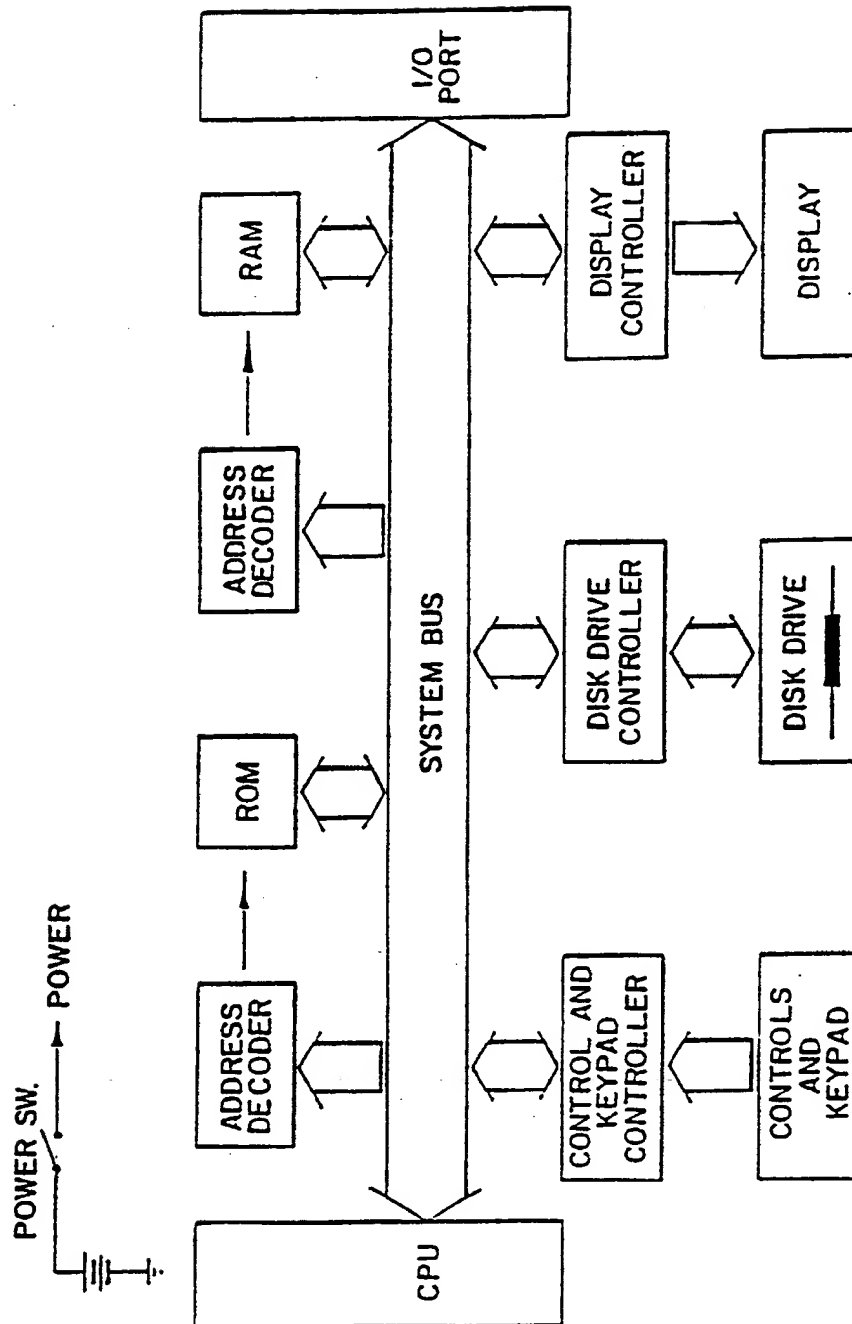 POWER SW.
POWER
ADDRESS
DECODER
ROM
ADDRESS
DECODER
RAM
CPU
SYSTEM BUS
I/O
PORT
CONTROL AND
KEYPAD
CONTROLLER
DISK DRIVE
CONTROLLER
DISPLAY
CONTROLLER
CONTROLS
AND
KEYPAD
DISK DRIVE
DISPLAY